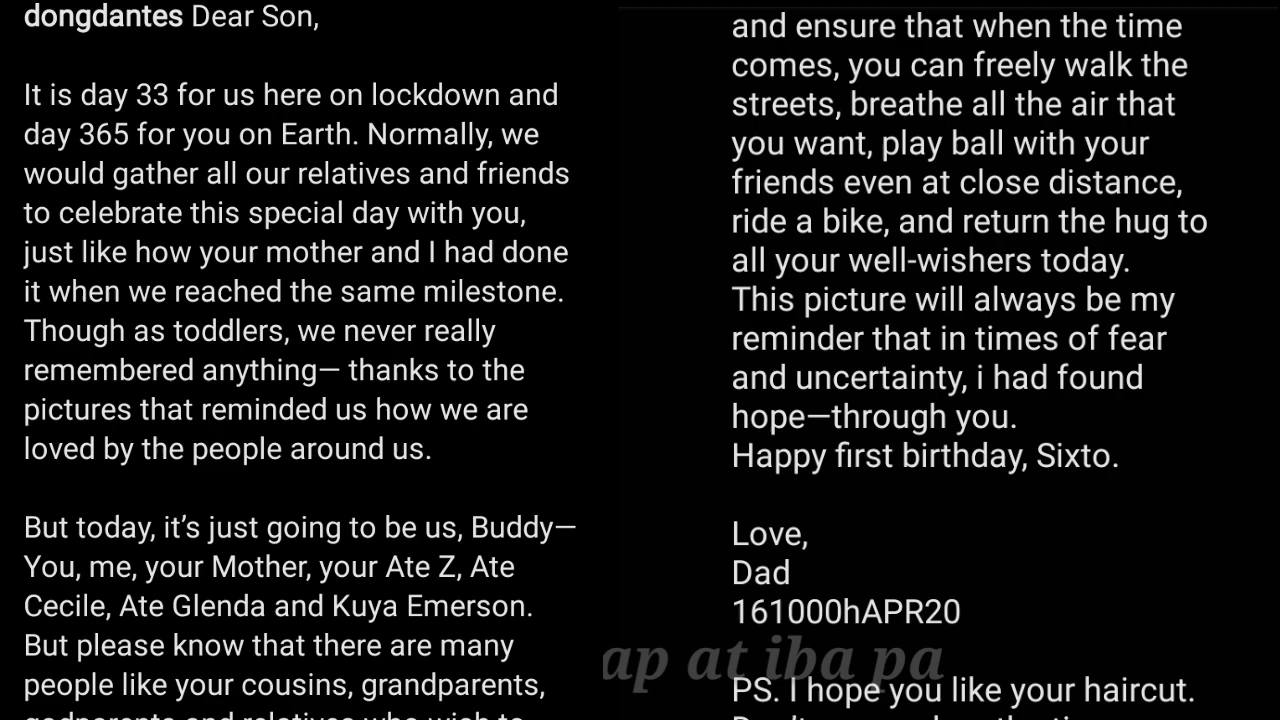 dongdantes Dear Son,
It is day 33 for us here on lockdown and
day 365 for you on Earth. Normally, we
would gather all our relatives and friends
to celebrate this special day with you,
just like how your mother and I had done
it when we reached the same milestone.
Though as toddlers, we never really
remembered anything— thanks to the
pictures that reminded us how we are
loved by the people around us.
But today, it’s just going to be us, Buddy—
You, me, your Mother, your Ate Z, Ate
Cecile, Ate Glenda and Kuya Emerson.
But please know that there are many
people like your cousins, grandparents,
godparents and relatives who wish to
and ensure that when the time
comes, you can freely walk the
streets, breathe all the air that
you want, play ball with your
friends even at close distance,
ride a bike, and return the hug to
all your well-wishers today.
This picture will always be my
reminder that in times of fear
and uncertainty, i had found
hope—through you.
Happy first birthday, Sixto.
Love,
Dad
161000hAPR20
ap at iba pa
PS. I hope you like your haircut.